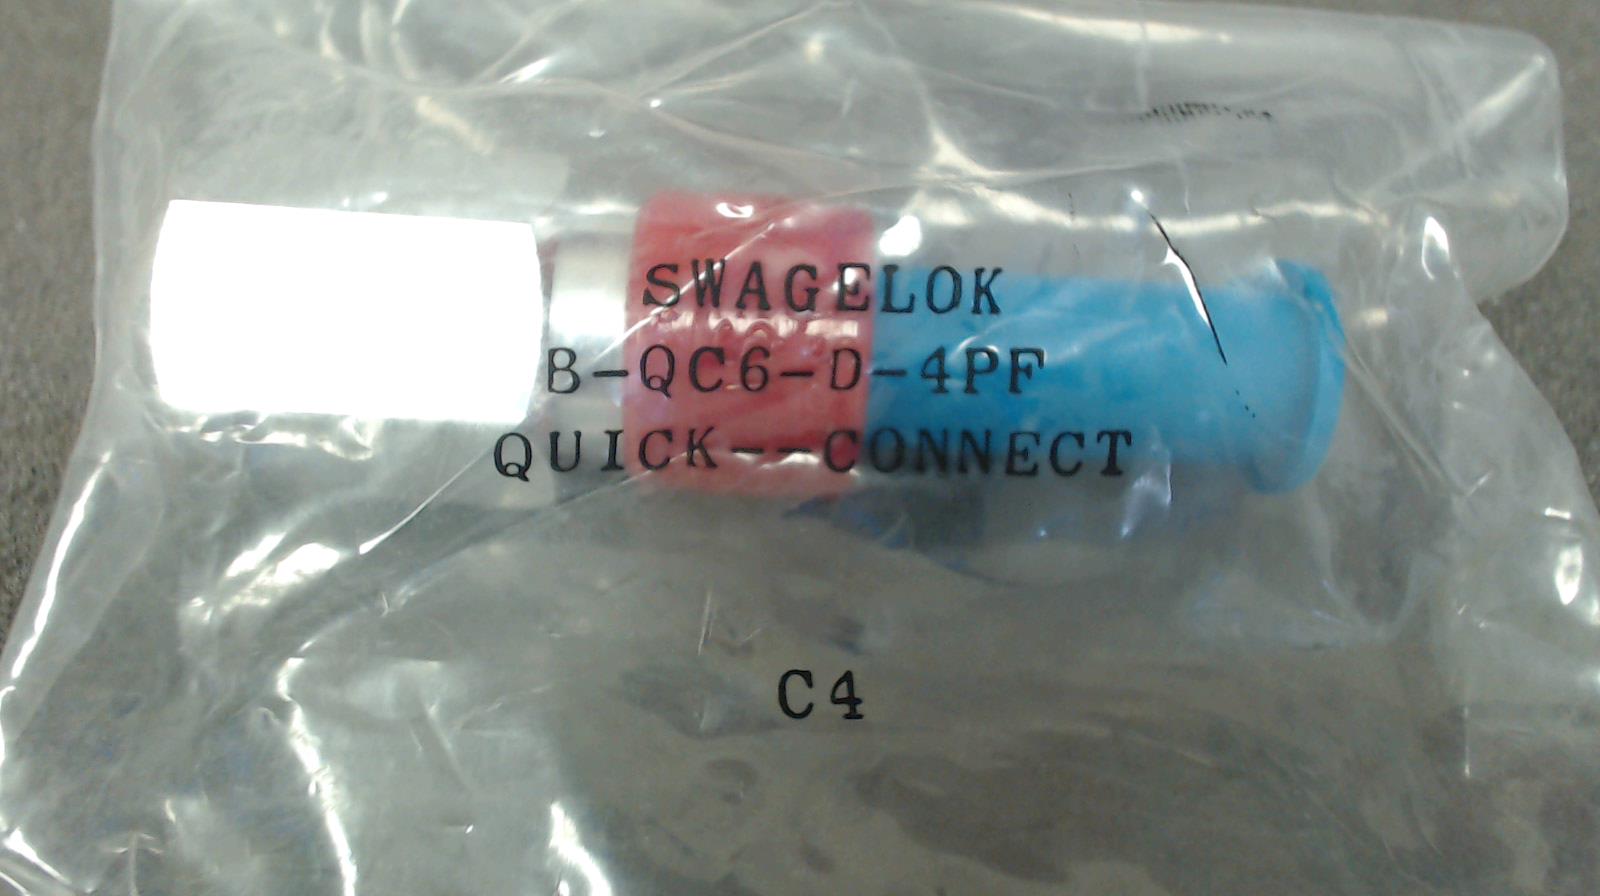 SWAGELOK
B-QC6-D-4PF
QUICK--CONNECT
C4